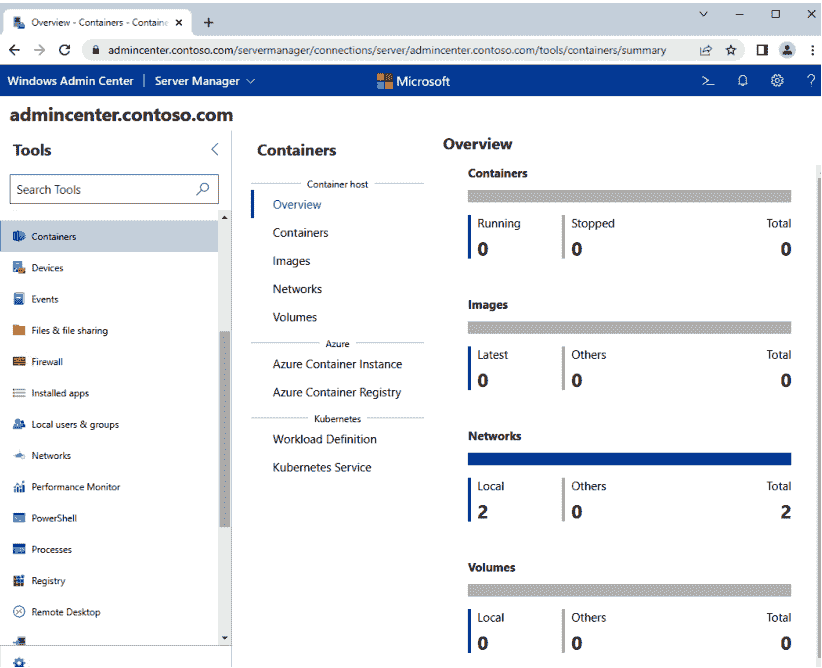 Overview - Containers - Containe
admincenter.contoso.com/servermanager/connections/server/admincenter.contoso.com/tools/containers/summary
Windows Admin Center | Server Manager
Microsoft
admincenter.contoso.com
Tools
Search Tools
Containers
Devices
Events
Files & file sharing
Firewall
Installed apps
Local users & groups
Networks
Performance Monitor
PowerShell
Processes
Registry
Remote Desktop
Containers
Container host
Overview
Containers
Images
Networks
Volumes
Azure
Azure Container Instance
Azure Container Registry
Kubernetes
Workload Definition
Kubernetes Service
Overview
Containers
Running Stopped Total
0 0 0
Images
Latest Others Total
0 0 0
Networks
Local Others Total
2 0 2
Volumes
Local Others Total
0 0 0